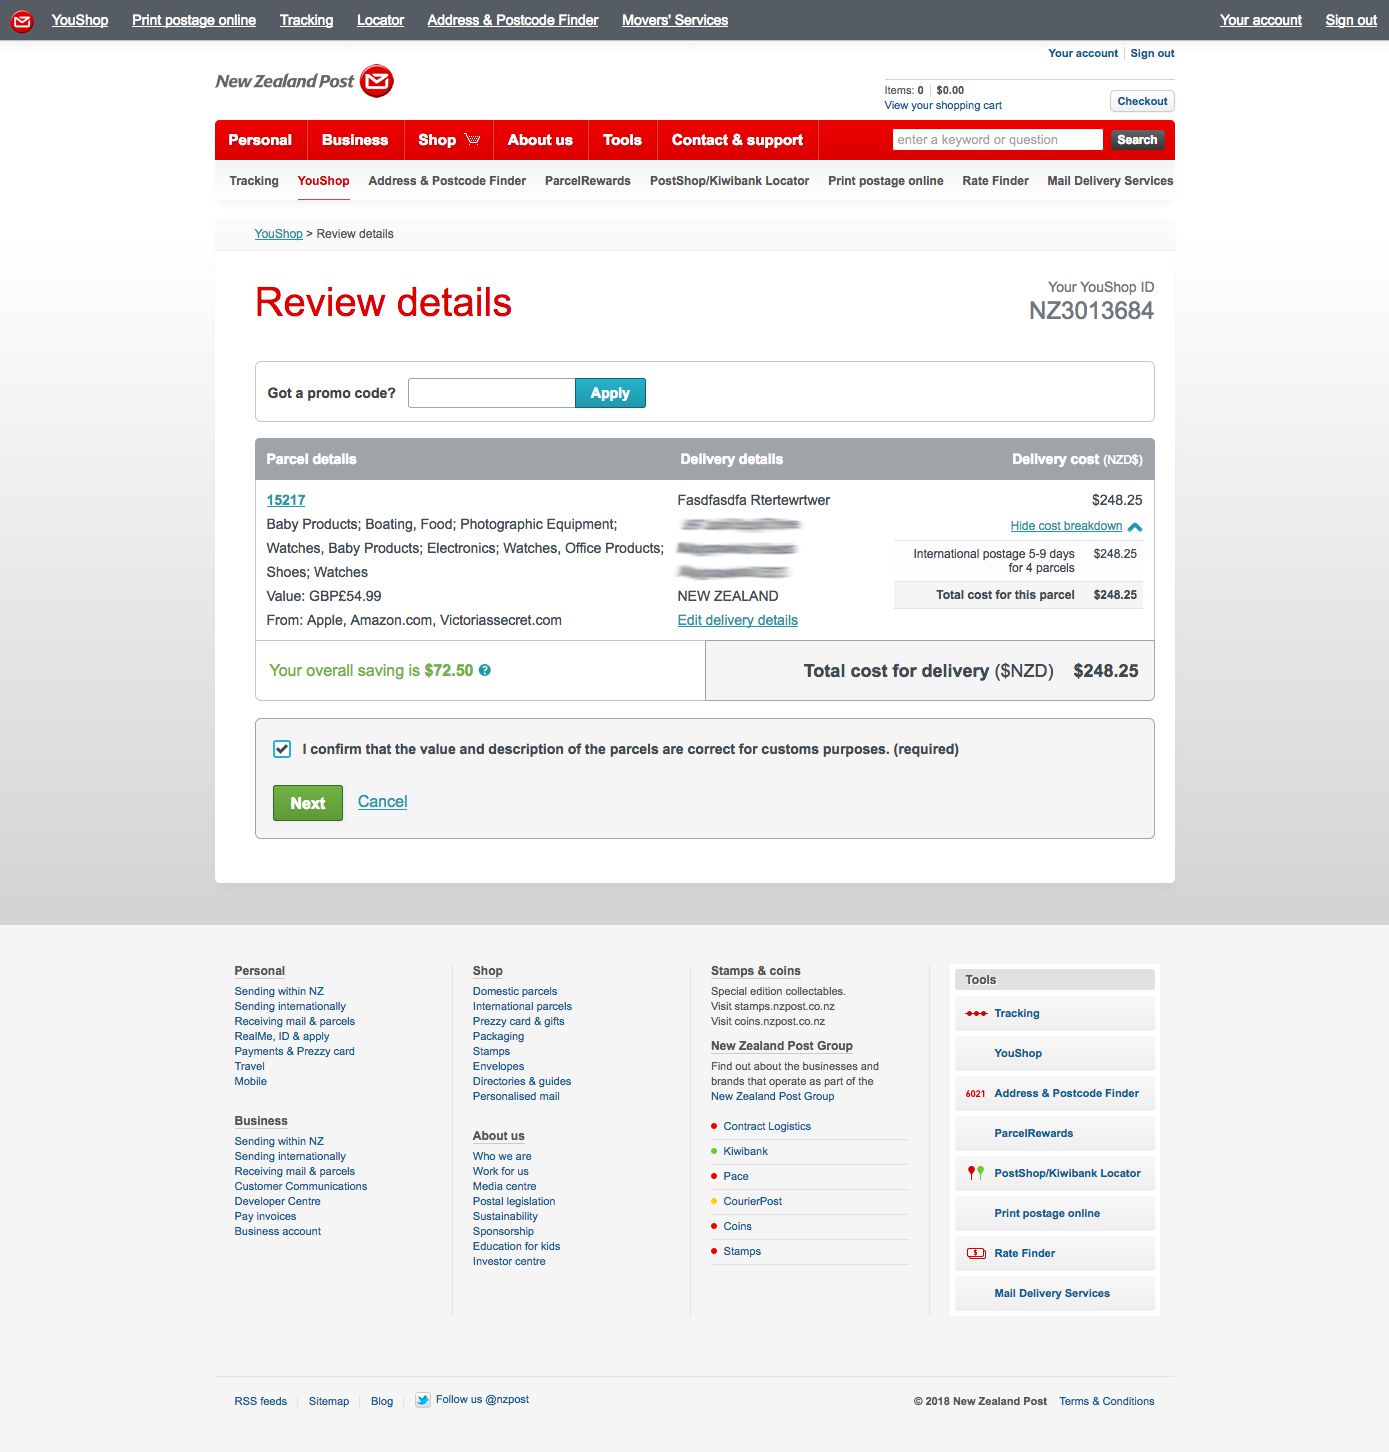 YouShop Print postage online Tracking Locator Address & Postcode Finder Movers' Services Your account Sign out
Your account Sign out
New Zealand Post
Items: 0 $0.00
View your shopping cart
Checkout
Personal Business Shop About us Tools Contact & support enter a keyword or question Search
Tracking YouShop Address & Postcode Finder ParcelRewards PostShop/Kiwibank Locator Print postage online Rate Finder Mail Delivery Services
YouShop > Review details
Review details
Your YouShop ID
NZ3013684
Got a promo code? Apply
Parcel details Delivery details Delivery cost (NZD$)
15217
Baby Products; Boating, Food; Photographic Equipment;
Watches, Baby Products; Electronics; Watches, Office Products;
Shoes; Watches
Value: GBP£54.99
From: Apple, Amazon.com, Victoriassecret.com
Fasdfasdfa Rtertewrtwer
NEW ZEALAND
Edit delivery details
$248.25
Hide cost breakdown
International postage 5-9 days $248.25
for 4 parcels
Total cost for this parcel $248.25
Your overall saving is $72.50 ?
Total cost for delivery ($NZD) $248.25
I confirm that the value and description of the parcels are correct for customs purposes. (required)
Next Cancel
Personal
Sending within NZ
Sending internationally
Receiving mail & parcels
RealMe, ID & apply
Payments & Prezzy card
Travel
Mobile
Business
Sending within NZ
Sending internationally
Receiving mail & parcels
Customer Communications
Developer Centre
Pay invoices
Business account
Shop
Domestic parcels
International parcels
Prezzy card & gifts
Packaging
Stamps
Envelopes
Directories & guides
Personalised mail
About us
Who we are
Work for us
Media centre
Postal legislation
Sustainability
Sponsorship
Education for kids
Investor centre
Stamps & coins
Special edition collectables.
Visit stamps.nzpost.co.nz
Visit coins.nzpost.co.nz
New Zealand Post Group
Find out about the businesses and
brands that operate as part of the
New Zealand Post Group
Contract Logistics
Kiwibank
Pace
CourierPost
Coins
Stamps
Tools
Tracking
YouShop
6021 Address & Postcode Finder
ParcelRewards
PostShop/Kiwibank Locator
Print postage online
$ Rate Finder
Mail Delivery Services
RSS feeds Sitemap Blog Follow us @nzpost
© 2018 New Zealand Post Terms & Conditions